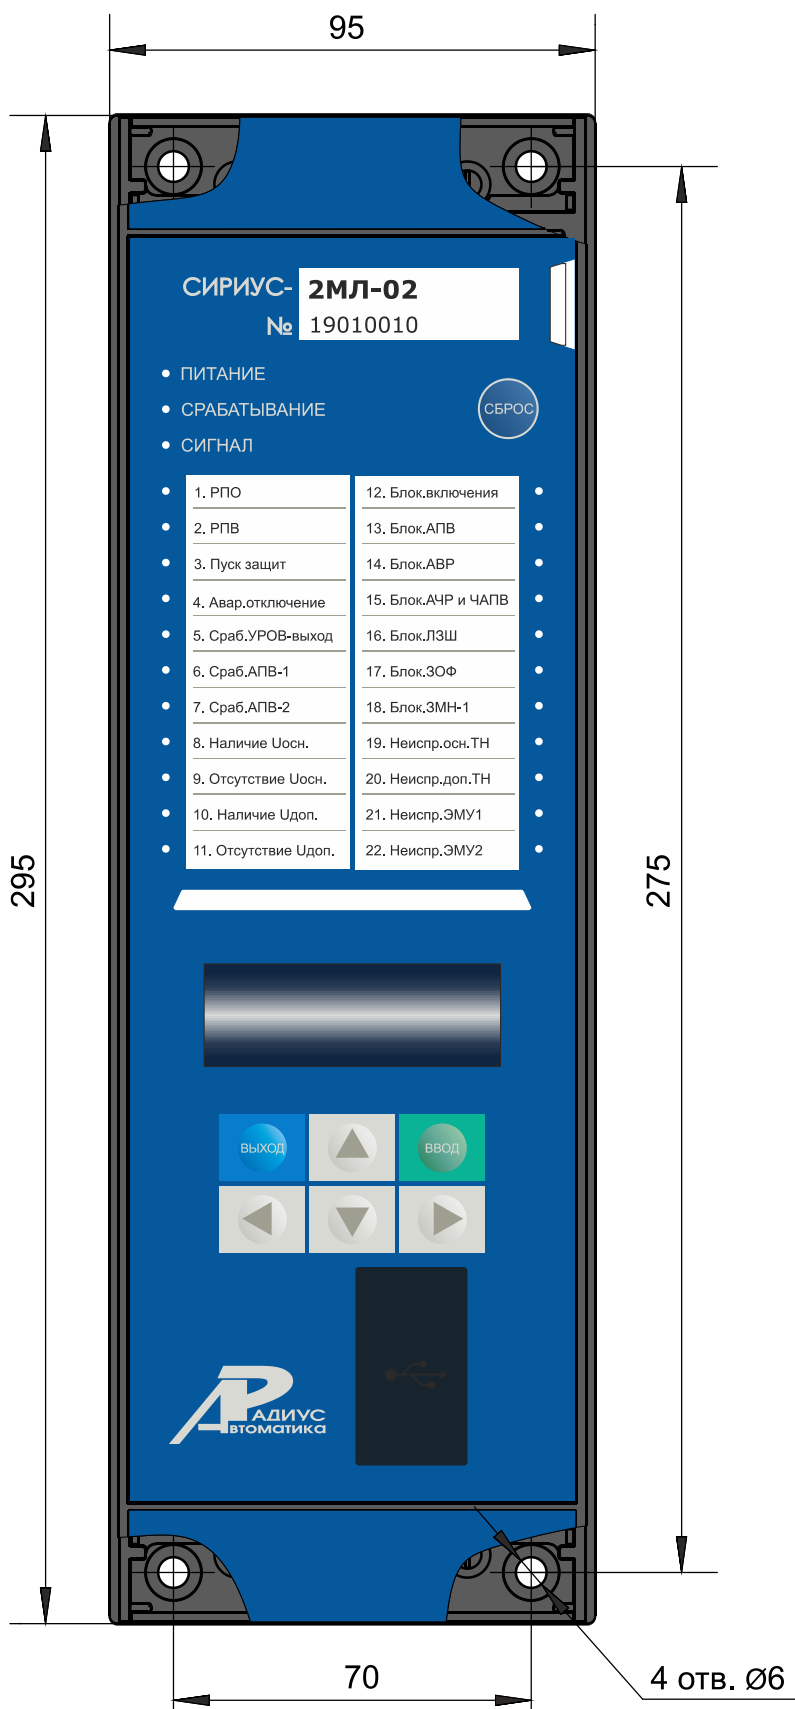 95
СИРИУС- 2МЛ-02
№ 19010010
ПИТАНИЕ
СРАБАТЫВАНИЕ
СБРОС
СИГНАЛ
1. РПО
2. РПВ
3. Пуск защит
4. Авар.отключение
5. Сраб.УРОВ-выход
6. Сраб.АПВ-1
7. Сраб.АПВ-2
8. Наличие Uосн.
9. Отсутствие Uосн.
10. Наличие Uдоп.
11. Отсутствие Uдоп.
12. Блок.включения
13. Блок.АПВ
14. Блок.АВР
15. Блок.АЧР и ЧАПВ
16. Блок.ЛЗШ
17. Блок.ЗОФ
18. Блок.ЗМН-1
19. Неиспр.осн.ТН
20. Неиспр.доп.ТН
21. Неиспр.ЭМУ1
22. Неиспр.ЭМУ2
295
275
ВЫХОД
ВВОД
РАДИУС
Автоматика
70
4 отв. Ø6